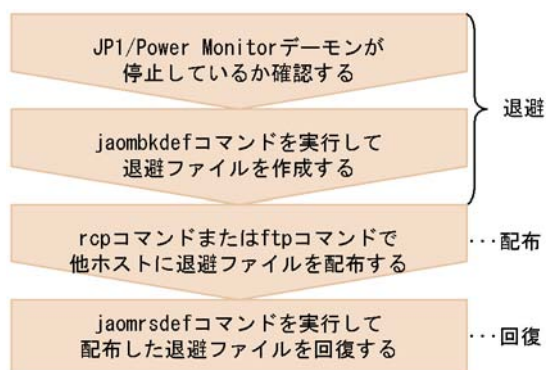 JP1/Power Monitorデーモンが
停止しているか確認する
退避
jaombkdefコマンドを実行して
退避ファイルを作成する
rcpコマンドまたはftpコマンドで
他ホストに退避ファイルを配布する
···配布
jaomrsdefコマンドを実行して
配布した退避ファイルを回復する
···回復